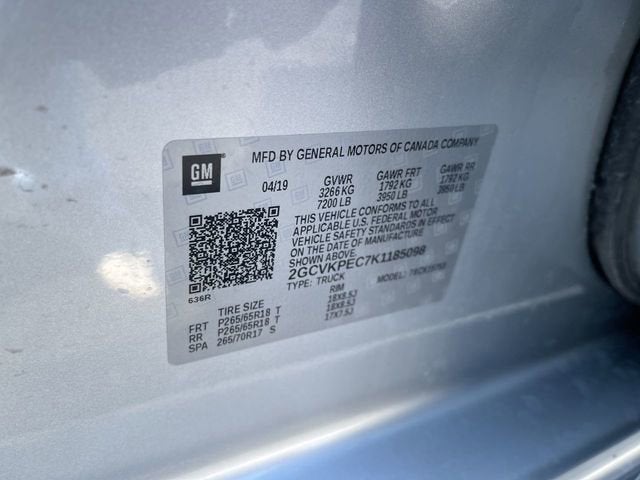 GM
MFD BY GENERAL MOTORS OF CANADA COMPANY
04/19 GVWR GAWR FRT GAWR RR
3266 KG 1792 KG 1792 KG
7200 LB 3950 LB 3950 LB
THIS VEHICLE CONFORMS TO ALL
APPLICABLE U.S. FEDERAL MOTOR
VEHICLE SAFETY STANDARDS IN EFFECT
ON THE DATE OF MANUFACTURE
SHOWN ABOVE.
2GCVKPEC7K1185098
TYPE: TRUCK MODEL:
636R
TIRE SIZE RIM
FRT P265/65R18 T 18X8.5J
RR P265/65R18 T 18X8.5J
SPA 265/70R17 S 17X7.5J